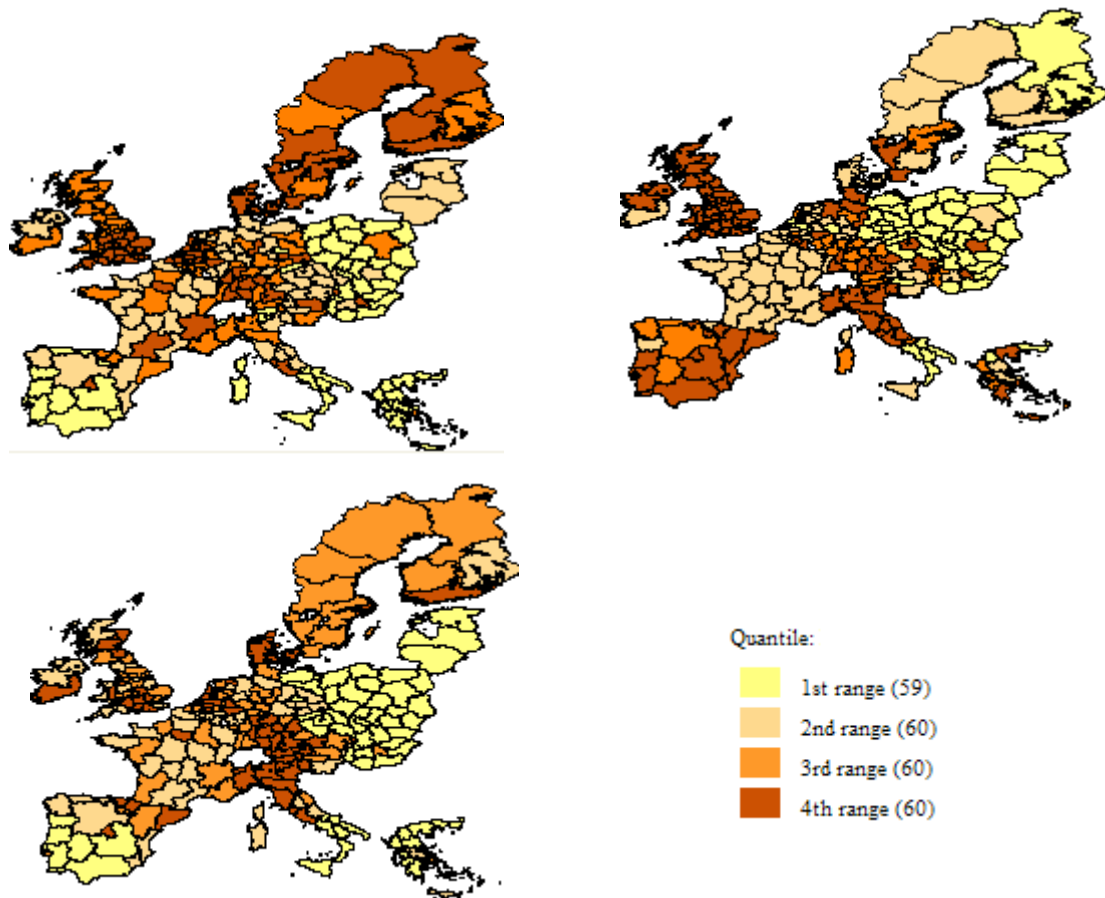 Quantile:
1st range (59)
2nd range (60)
3rd range (60)
4th range (60)